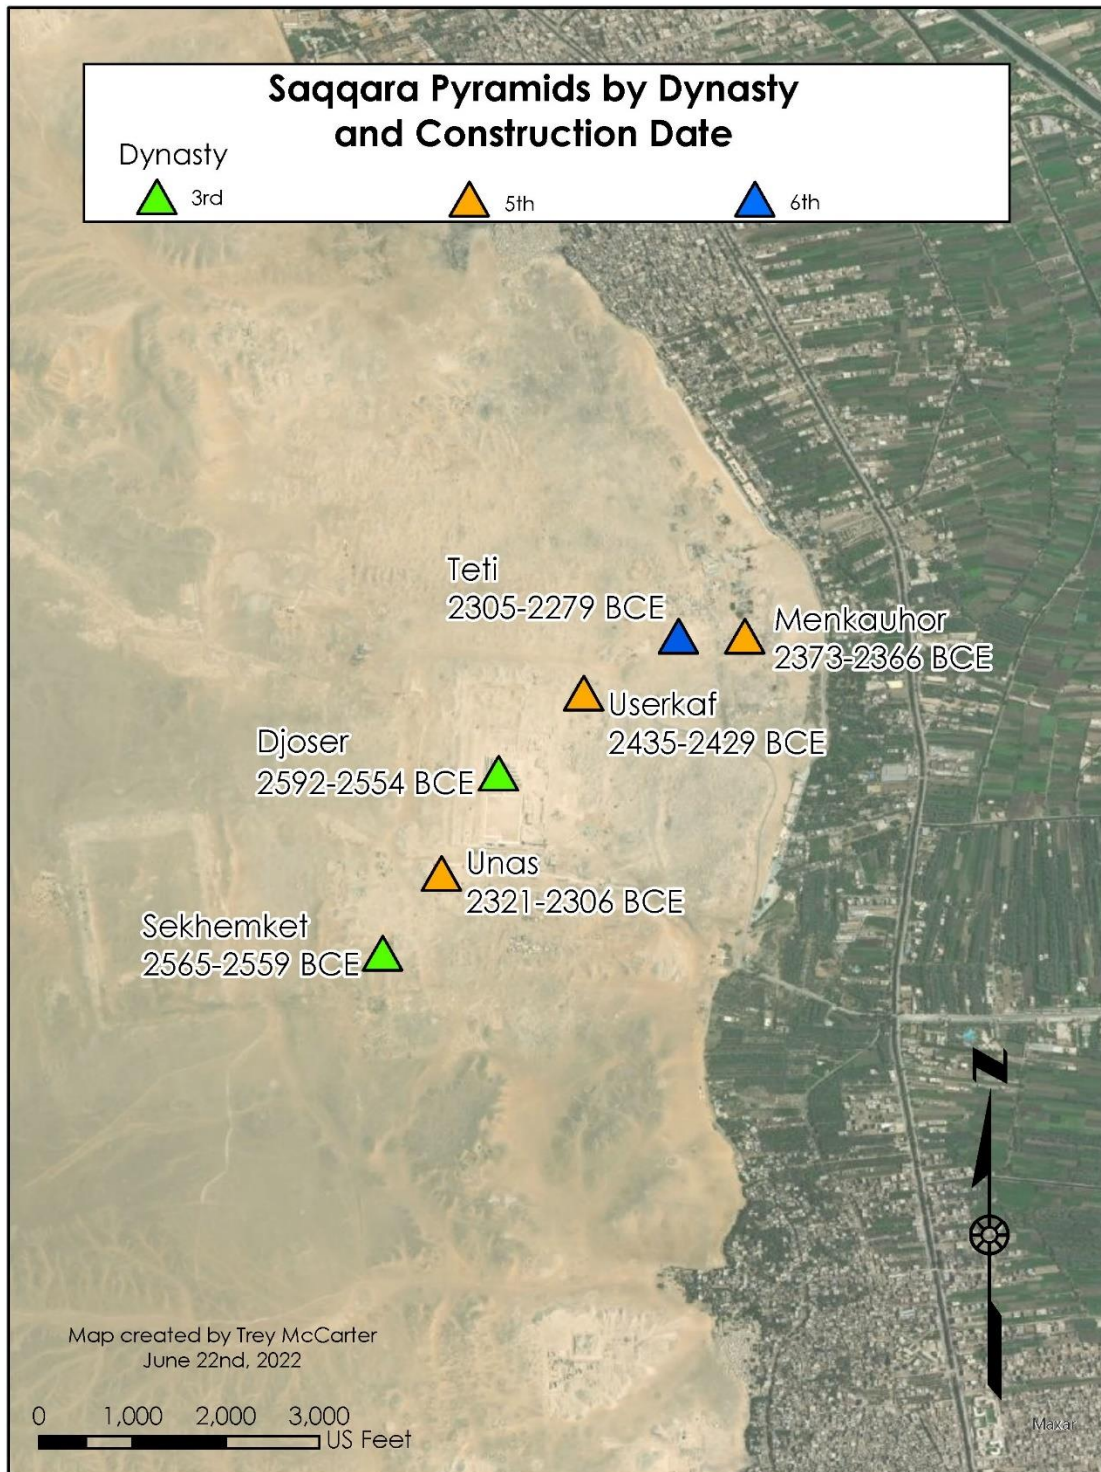 Saqqara Pyramids by Dynasty
and Construction Date
Dynasty
3rd
5th
6th
Teti
2305-2279 BCE
Menkauhor
2373-2366 BCE
Userkaf
2435-2429 BCE
Djoser
2592-2554 BCE
Unas
2321-2306 BCE
Sekhemket
2565-2559 BCE
N
Map created by Trey McCarter
June 22nd, 2022
0 1,000 2,000 3,000
US Feet
Maxar